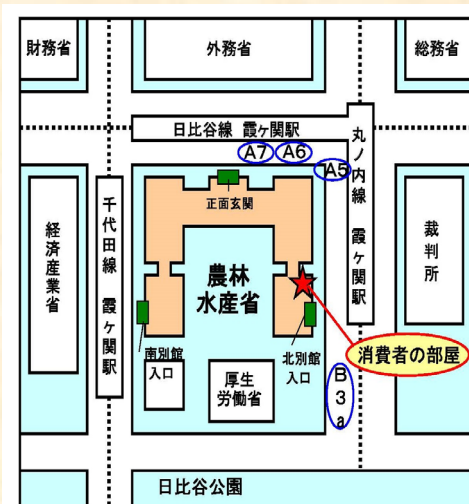 財務省
外務省
総務省
日比谷線 霞ヶ関駅
A7
A6
A5
丸ノ内線 霞ヶ関駅
正面玄関
千代田線 霞ヶ関駅
経済産業省
農林
水産省
裁判所
消費者の部屋
南別館
入口
北別館
入口
厚生
労働省
B3a
日比谷公園